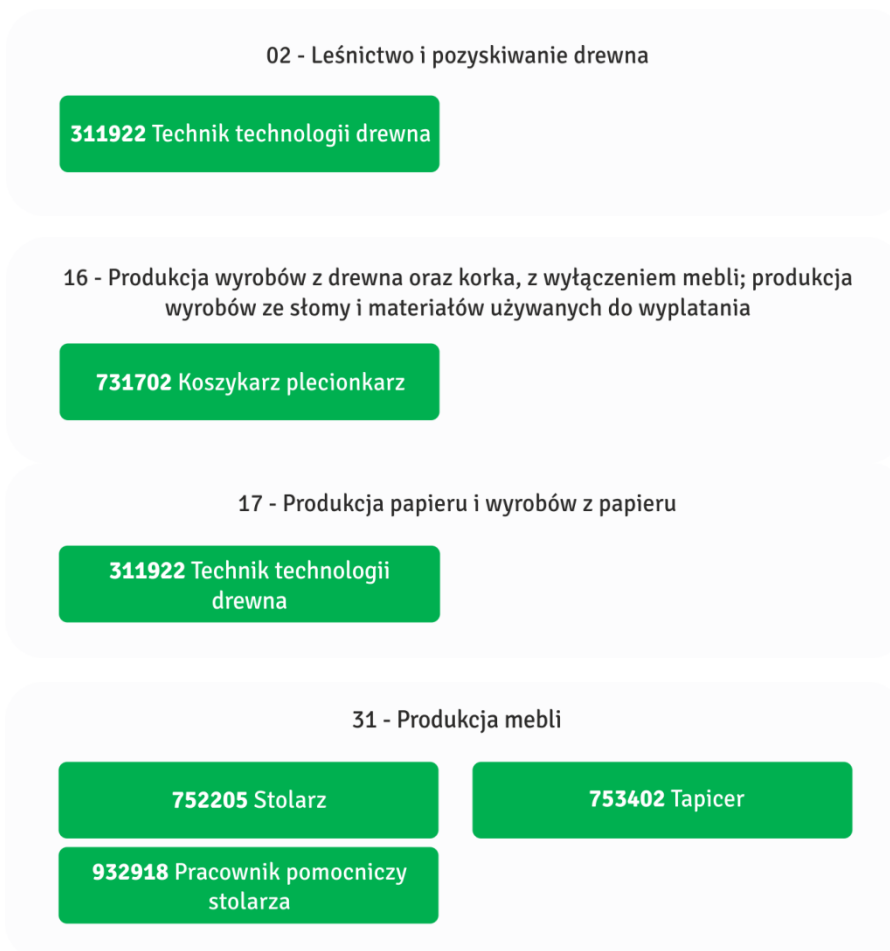 02 - Leśnictwo i pozyskiwanie drewna
311922 Technik technologii drewna
16 - Produkcja wyrobów z drewna oraz korka, z wyłączeniem mebli; produkcja
wyrobów ze słomy i materiałów używanych do wyplatania
731702 Koszykarz plecionkarz
17 - Produkcja papieru i wyrobów z papieru
311922 Technik technologii
drewna
31 - Produkcja mebli
752205 Stolarz
753402 Tapicer
932918 Pracownik pomocniczy
stolarza